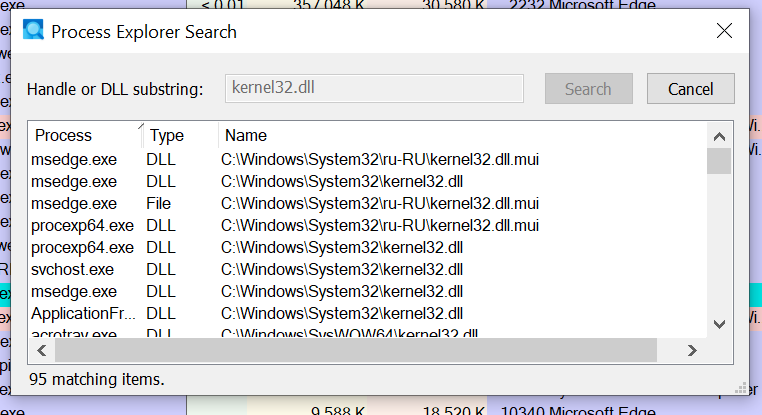 < 0.01 357,048 K 30,580 K 2232 Microsoft Edge
Process Explorer Search
Handle or DLL substring: kernel32.dll Search Cancel
Process Type Name
msedge.exe DLL C:\Windows\System32\ru-RU\kernel32.dll.mui
msedge.exe DLL C:\Windows\System32\kernel32.dll
msedge.exe File C:\Windows\System32\ru-RU\kernel32.dll.mui
procexp64.exe DLL C:\Windows\System32\ru-RU\kernel32.dll.mui
procexp64.exe DLL C:\Windows\System32\kernel32.dll
svchost.exe DLL C:\Windows\System32\kernel32.dll
msedge.exe DLL C:\Windows\System32\kernel32.dll
ApplicationFr... DLL C:\Windows\System32\kernel32.dll
acrotray.exe DLL C:\Windows\SysWOW64\kernel32.dll
95 matching items.
9,588 K 18,520 K 10340 Microsoft Edge